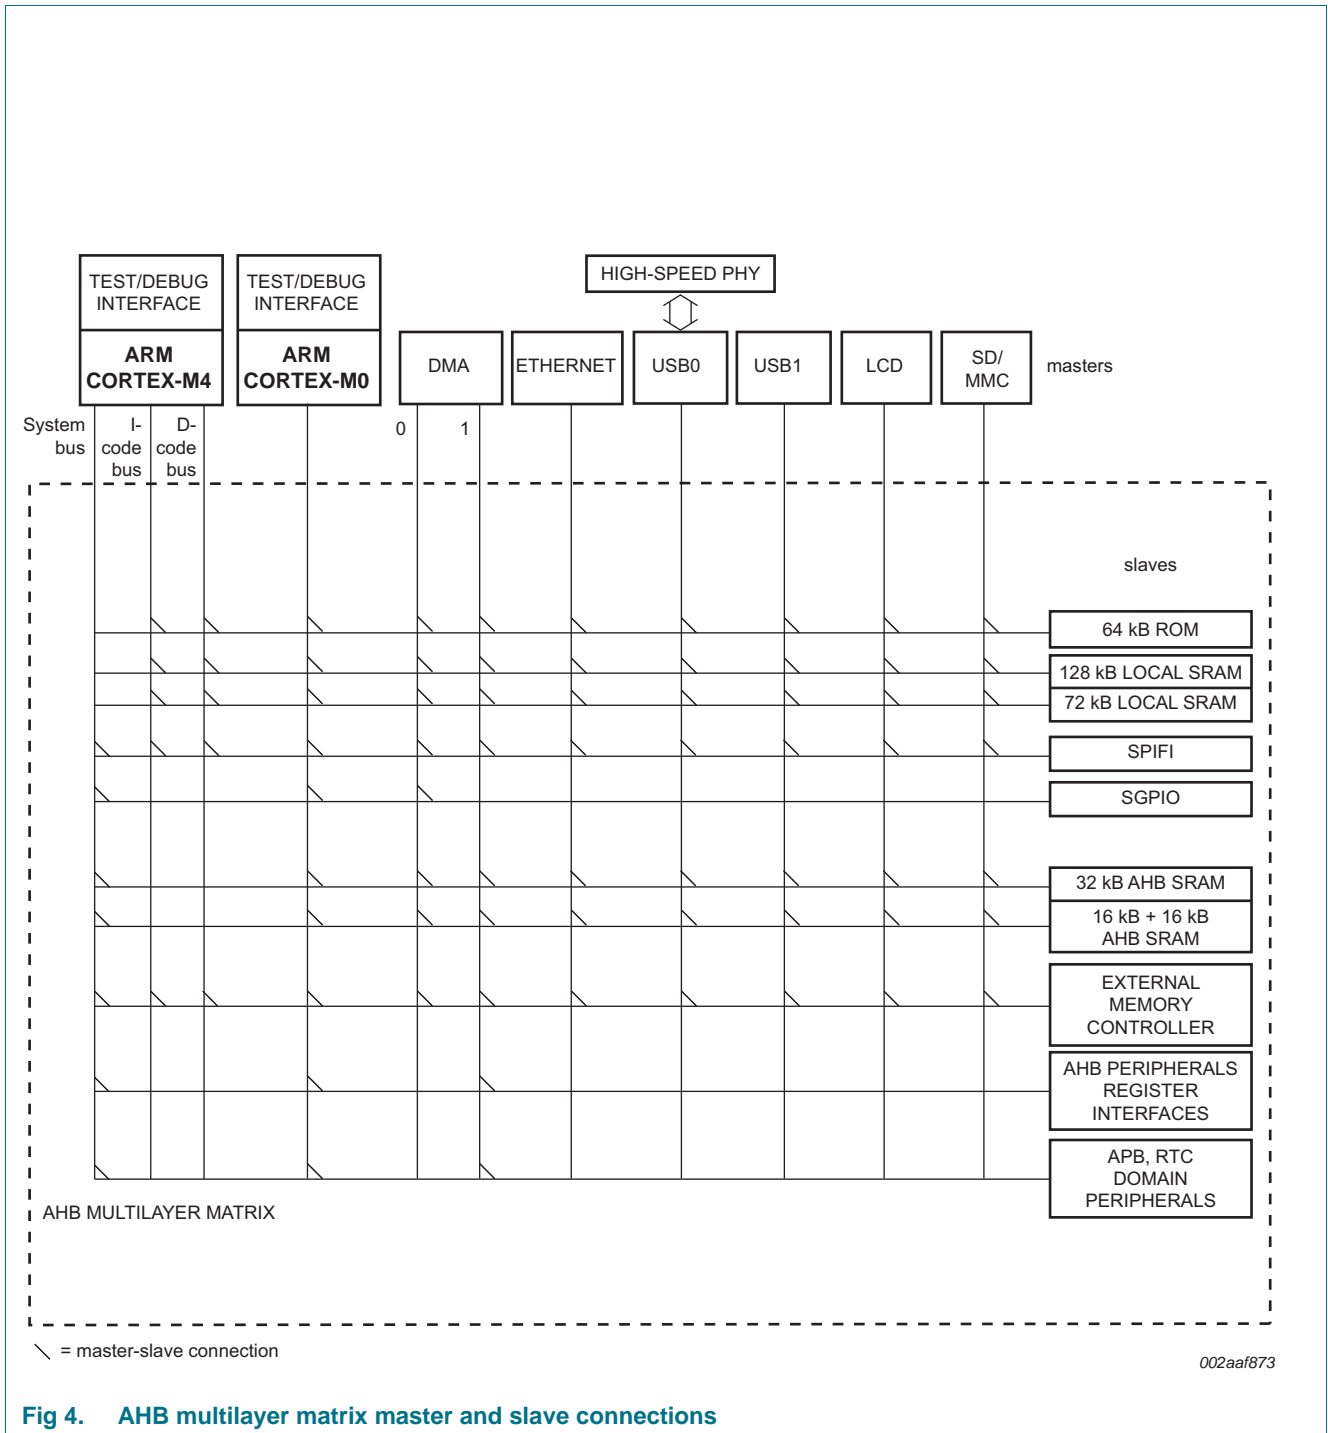 TEST/DEBUG
INTERFACE
ARM
CORTEX-M4
TEST/DEBUG
INTERFACE
ARM
CORTEX-M0
HIGH-SPEED PHY
DMA
ETHERNET
USB0
USB1
LCD
SD/
MMC
masters
System
bus
I-
code
bus
D-
code
bus
0
1
slaves
64 kB ROM
128 kB LOCAL SRAM
72 kB LOCAL SRAM
SPIFI
SGPIO
32 kB AHB SRAM
16 kB + 16 kB
AHB SRAM
EXTERNAL
MEMORY
CONTROLLER
AHB PERIPHERALS
REGISTER
INTERFACES
APB, RTC
DOMAIN
PERIPHERALS
AHB MULTILAYER MATRIX
= master-slave connection
002aaf873
Fig 4. AHB multilayer matrix master and slave connections